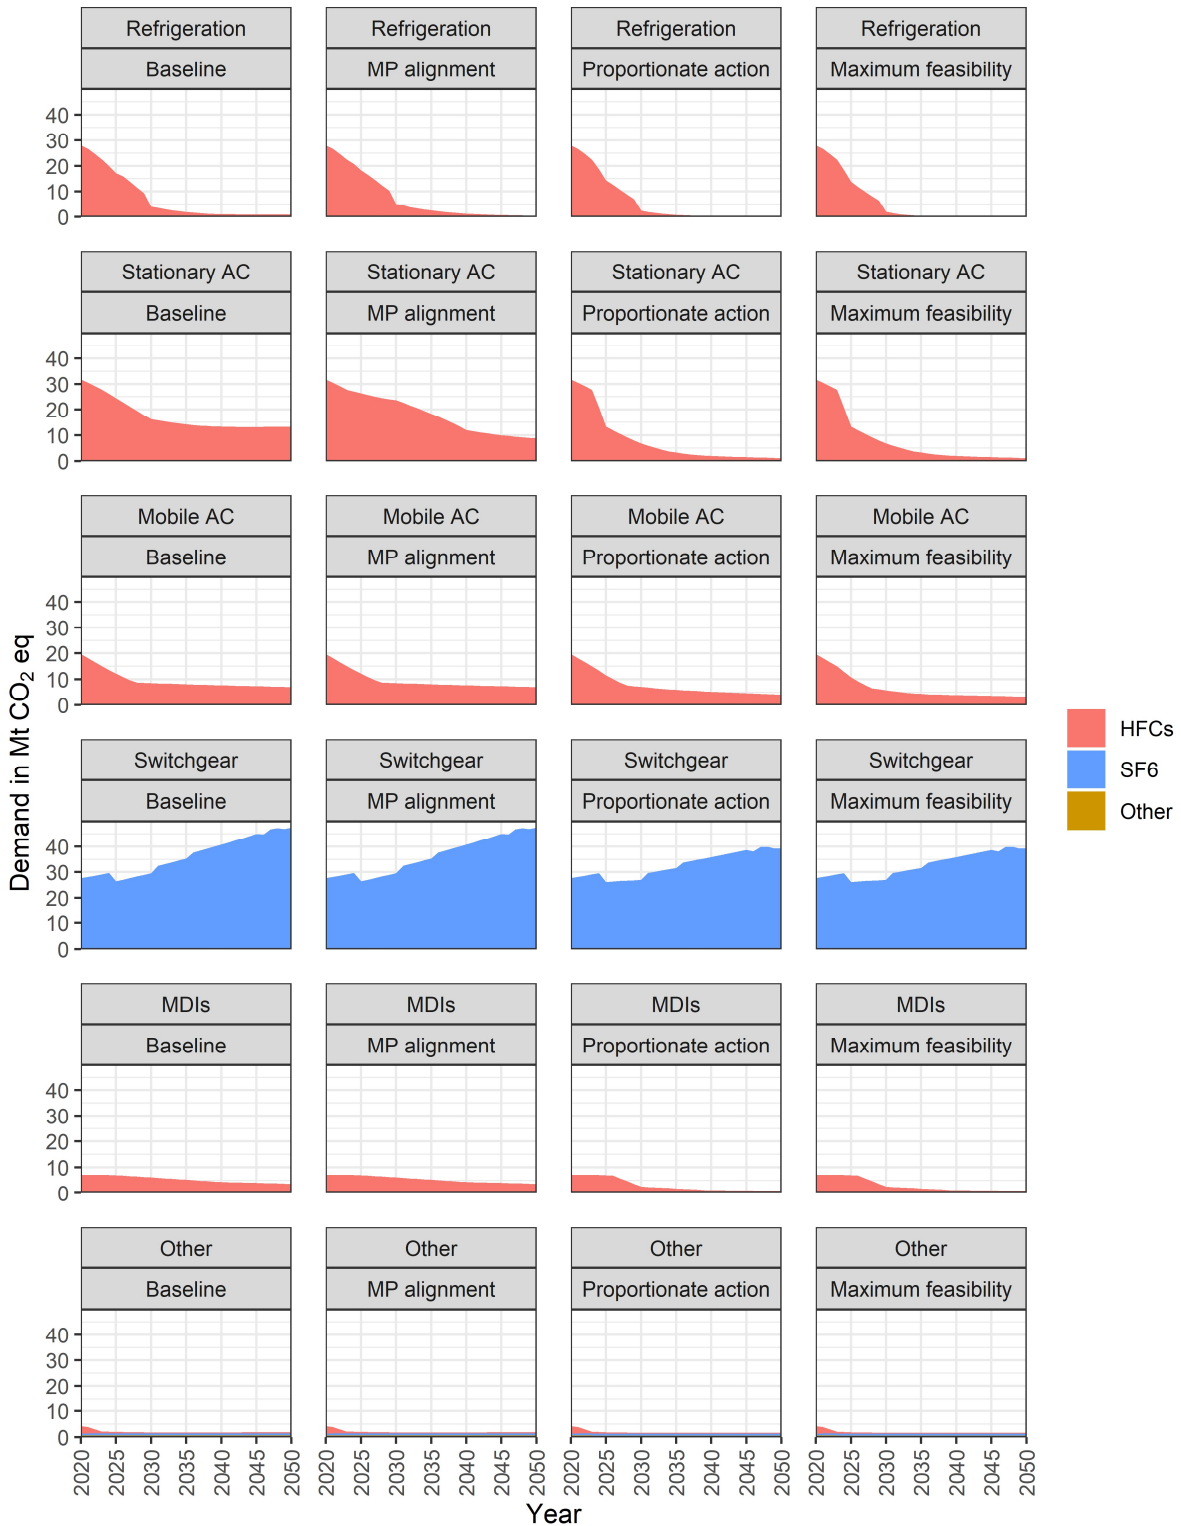 Refrigeration Refrigeration Refrigeration Refrigeration
Baseline MP alignment Proportionate action Maximum feasibility
40
30
20
10
0
Stationary AC Stationary AC Stationary AC Stationary AC
Baseline MP alignment Proportionate action Maximum feasibility
40
30
20
10
0
Mobile AC Mobile AC Mobile AC Mobile AC
Baseline MP alignment Proportionate action Maximum feasibility
40
30
20
10
0
Demand in Mt CO₂ eq
Switchgear Switchgear Switchgear Switchgear
Baseline MP alignment Proportionate action Maximum feasibility
40
30
20
10
0
MDIs MDIs MDIs MDIs
Baseline MP alignment Proportionate action Maximum feasibility
40
30
20
10
0
Other Other Other Other
Baseline MP alignment Proportionate action Maximum feasibility
40
30
20
10
0
2020 2025 2030 2035 2040 2045 2050 2020 2025 2030 2035 2040 2045 2050 2020 2025 2030 2035 2040 2045 2050 2020 2025 2030 2035 2040 2045 2050
Year
HFCs
SF6
Other